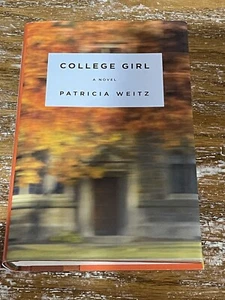 COLLEGE GIRL
A NOVEL
PATRICIA WEITZ